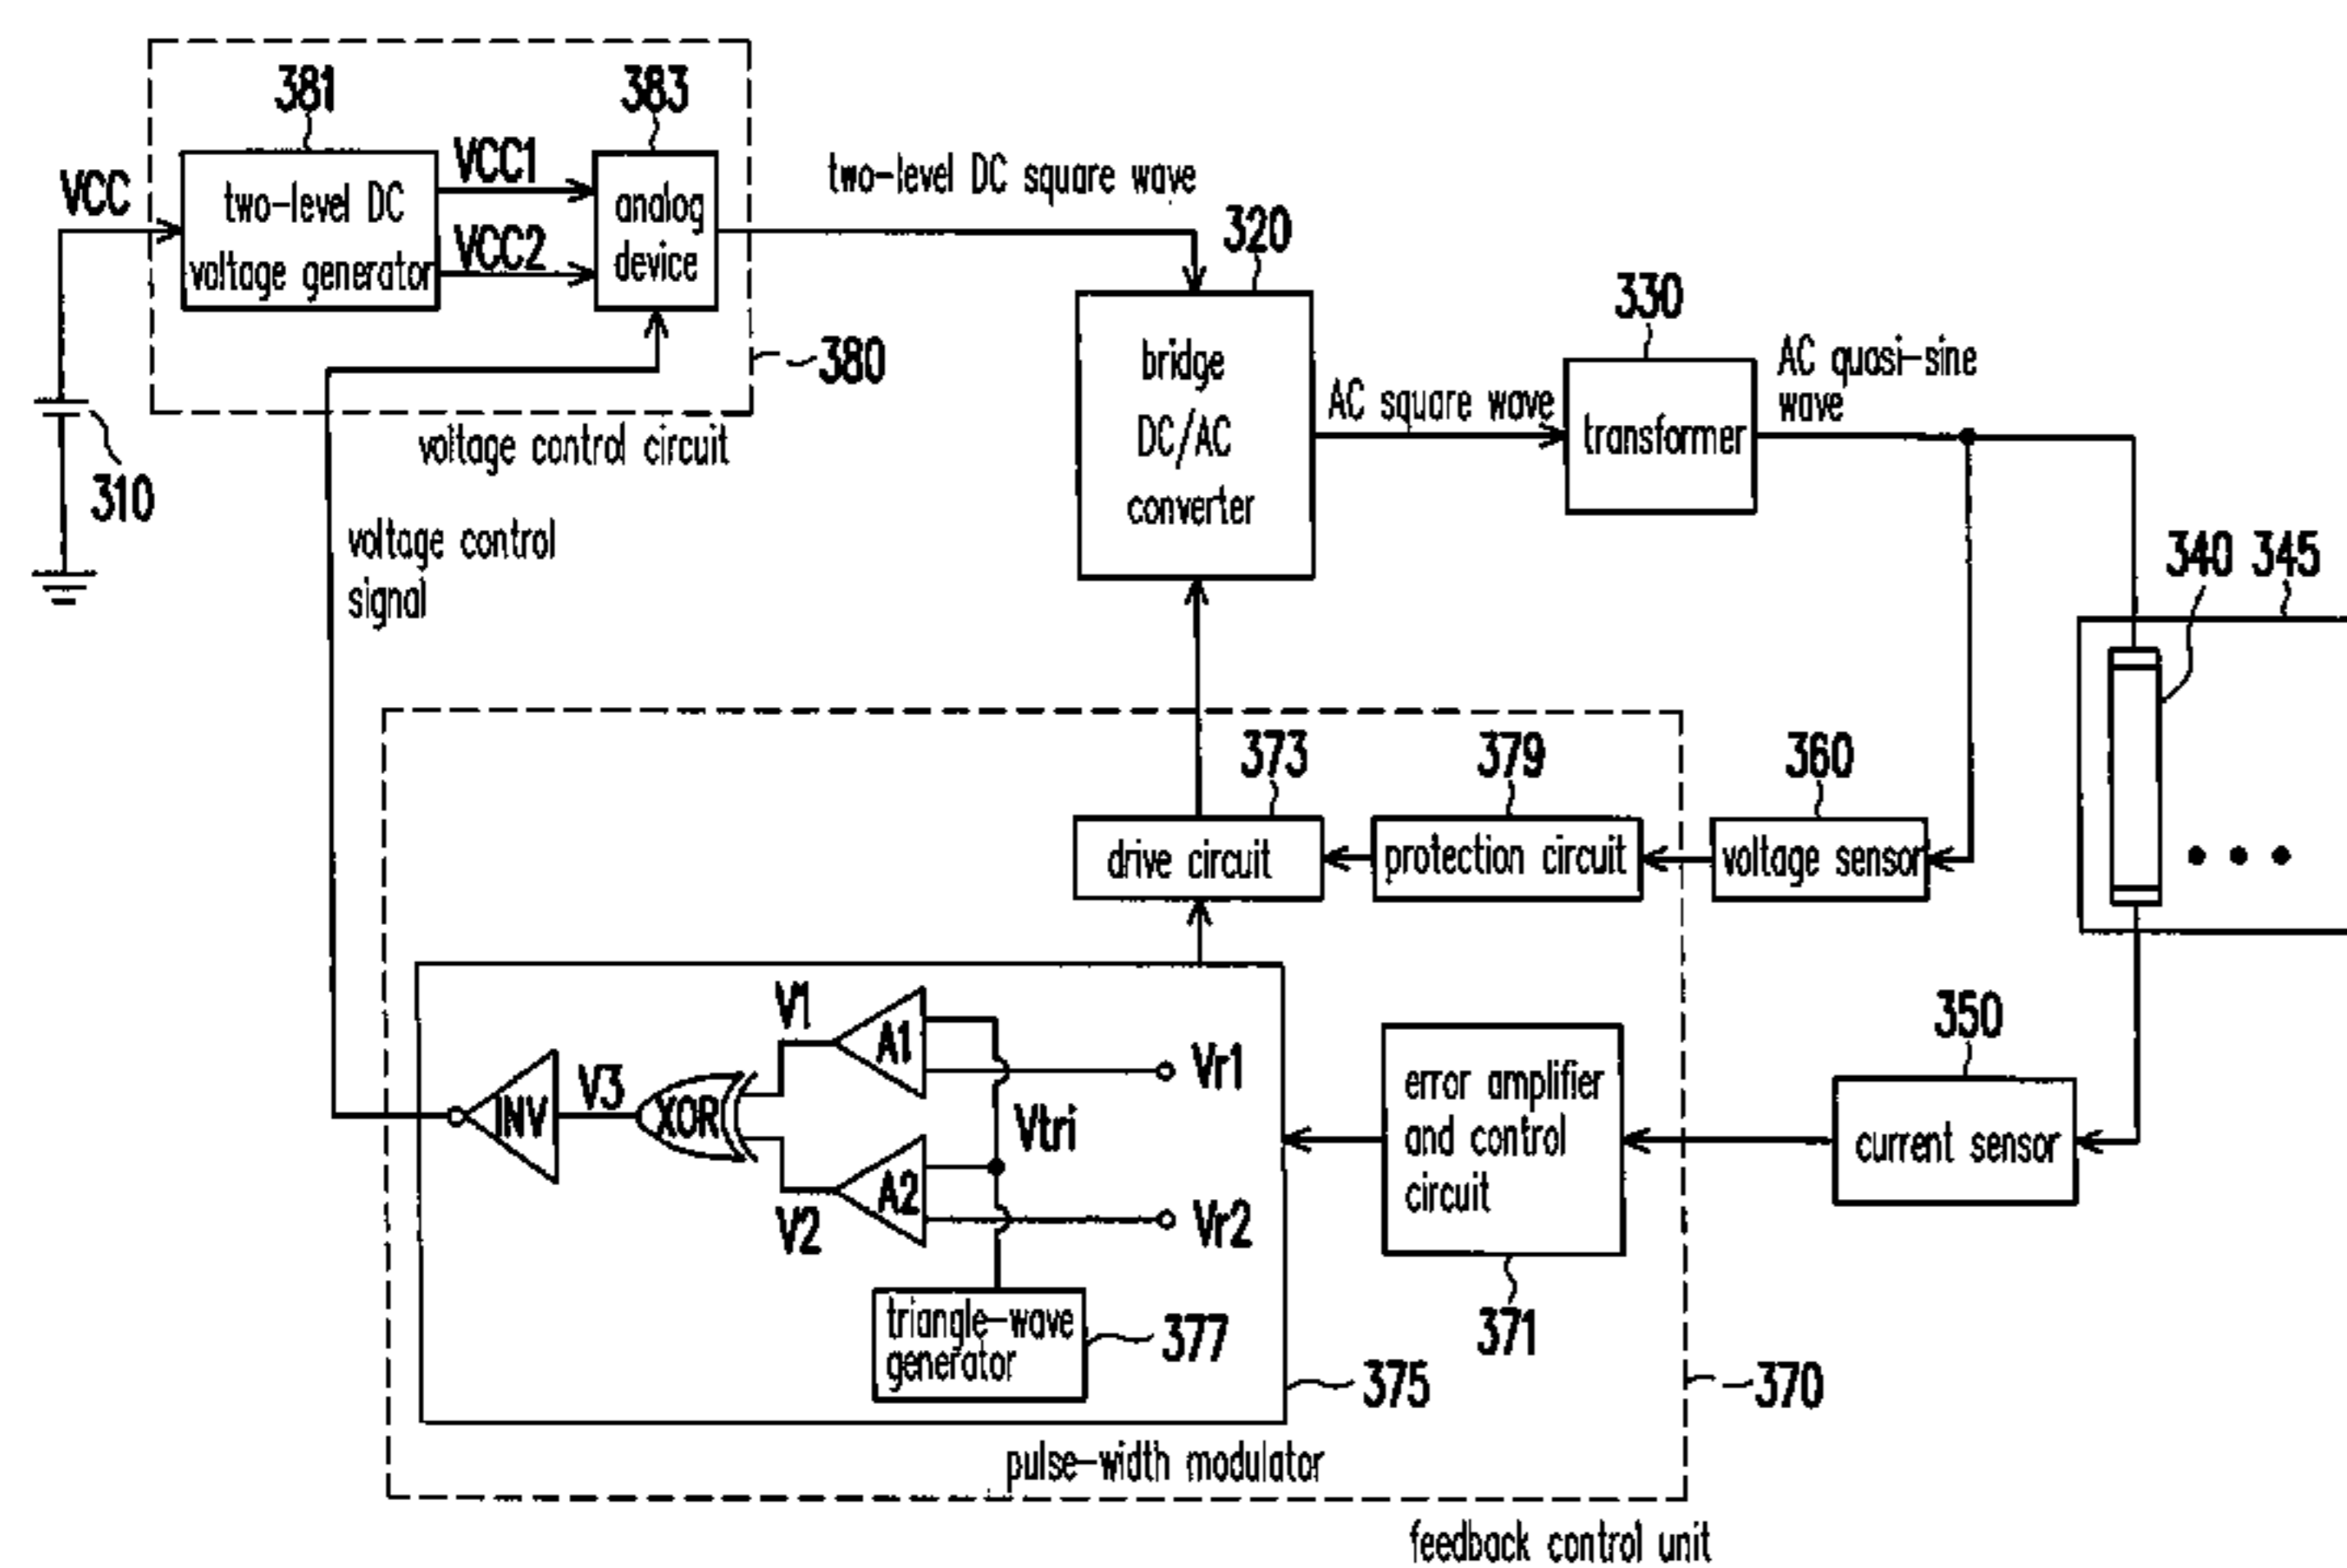 381
383
VCC
two-level DC
voltage generator
VCC1
VCC2
analog
device
two-level DC square wave
320
380
310
voltage control circuit
voltage control
signal
bridge
DC/AC
converter
330
AC square wave
transformer
AC quasi-sine
wave
340
345
373
379
360
drive circuit
protection circuit
voltage sensor
V1
A1
Vr1
INV
V3
XOR
Vtri
A2
V2
Vr2
triangle-wave
generator
377
375
error amplifier
and control
circuit
371
350
current sensor
370
pulse-width modulator
feedback control unit